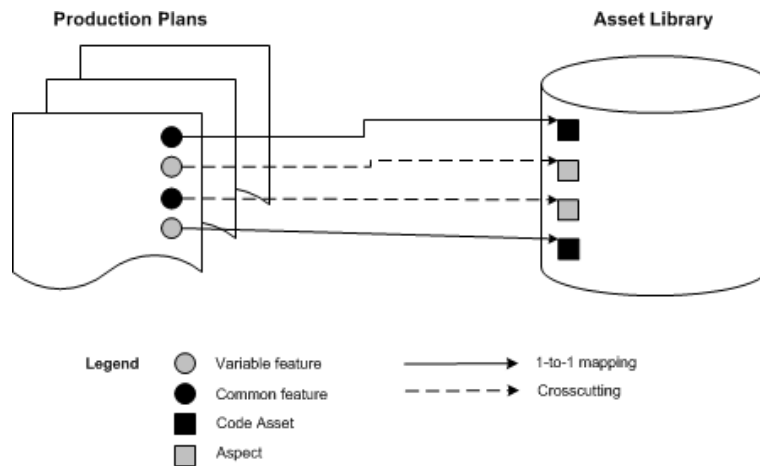 Production Plans
Asset Library
Legend
Variable feature
Common feature
Code Asset
Aspect
1-to-1 mapping
Crosscutting